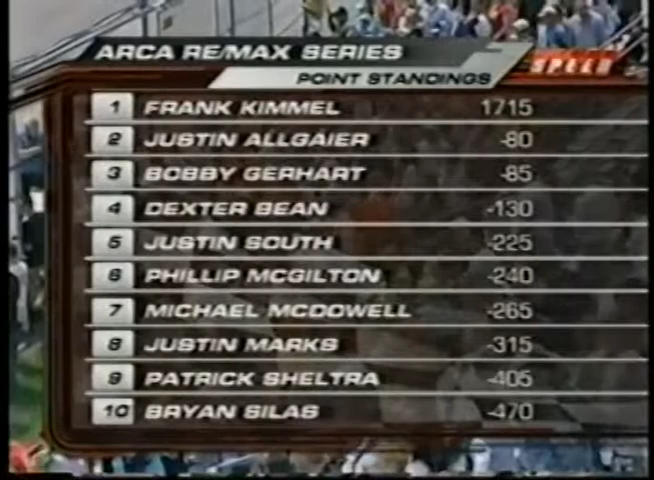 ARCA RE/MAX SERIES
SPEED
POINT STANDINGS
1 FRANK KIMMEL 1715
2 JUSTIN ALLGAIER -80
3 BOBBY GERHART -85
4 DEXTER BEAN -130
5 JUSTIN SOUTH -225
6 PHILLIP MCGILTON -240
7 MICHAEL MCDOWELL -265
8 JUSTIN MARKS -315
9 PATRICK SHELTRA -405
10 BRYAN SILAS -470